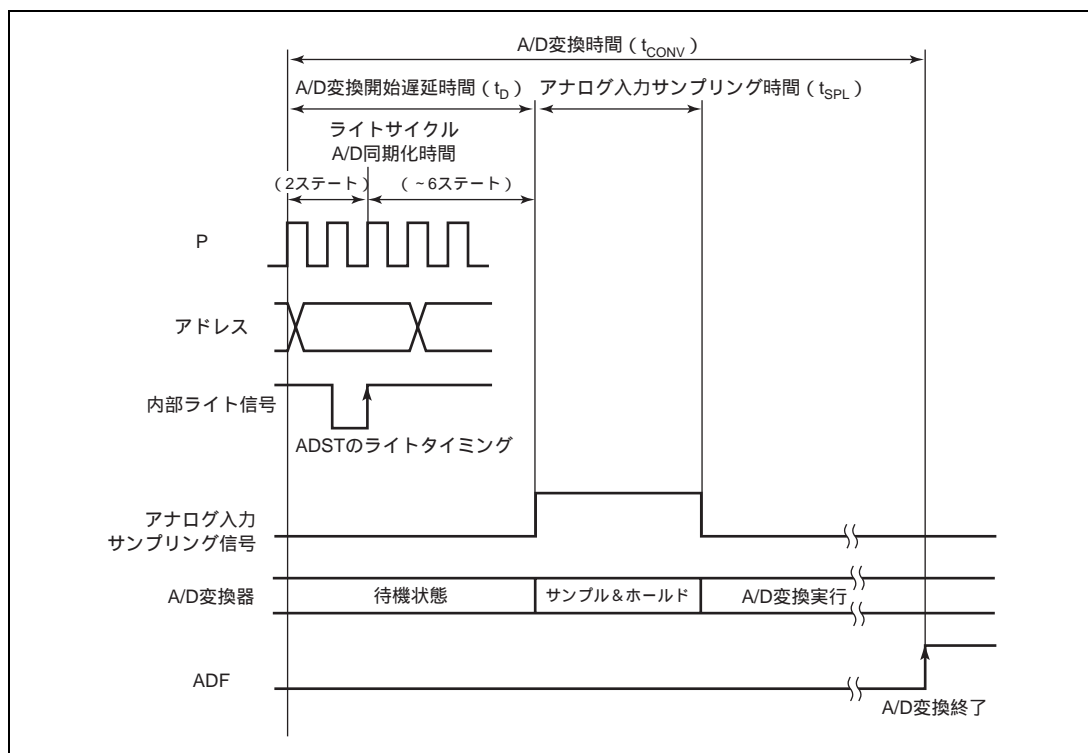 A/D変換時間(tCONV)
A/D変換開始遅延時間(tD)
アナログ入力サンプリング時間(tSPL)
ライトサイクル
A/D同期化時間
(2ステート)
(~6ステート)
P
アドレス
内部ライト信号
ADSTのライトタイミング
アナログ入力
サンプリング信号
A/D変換器
待機状態
サンプル&ホールド
A/D変換実行
ADF
A/D変換終了